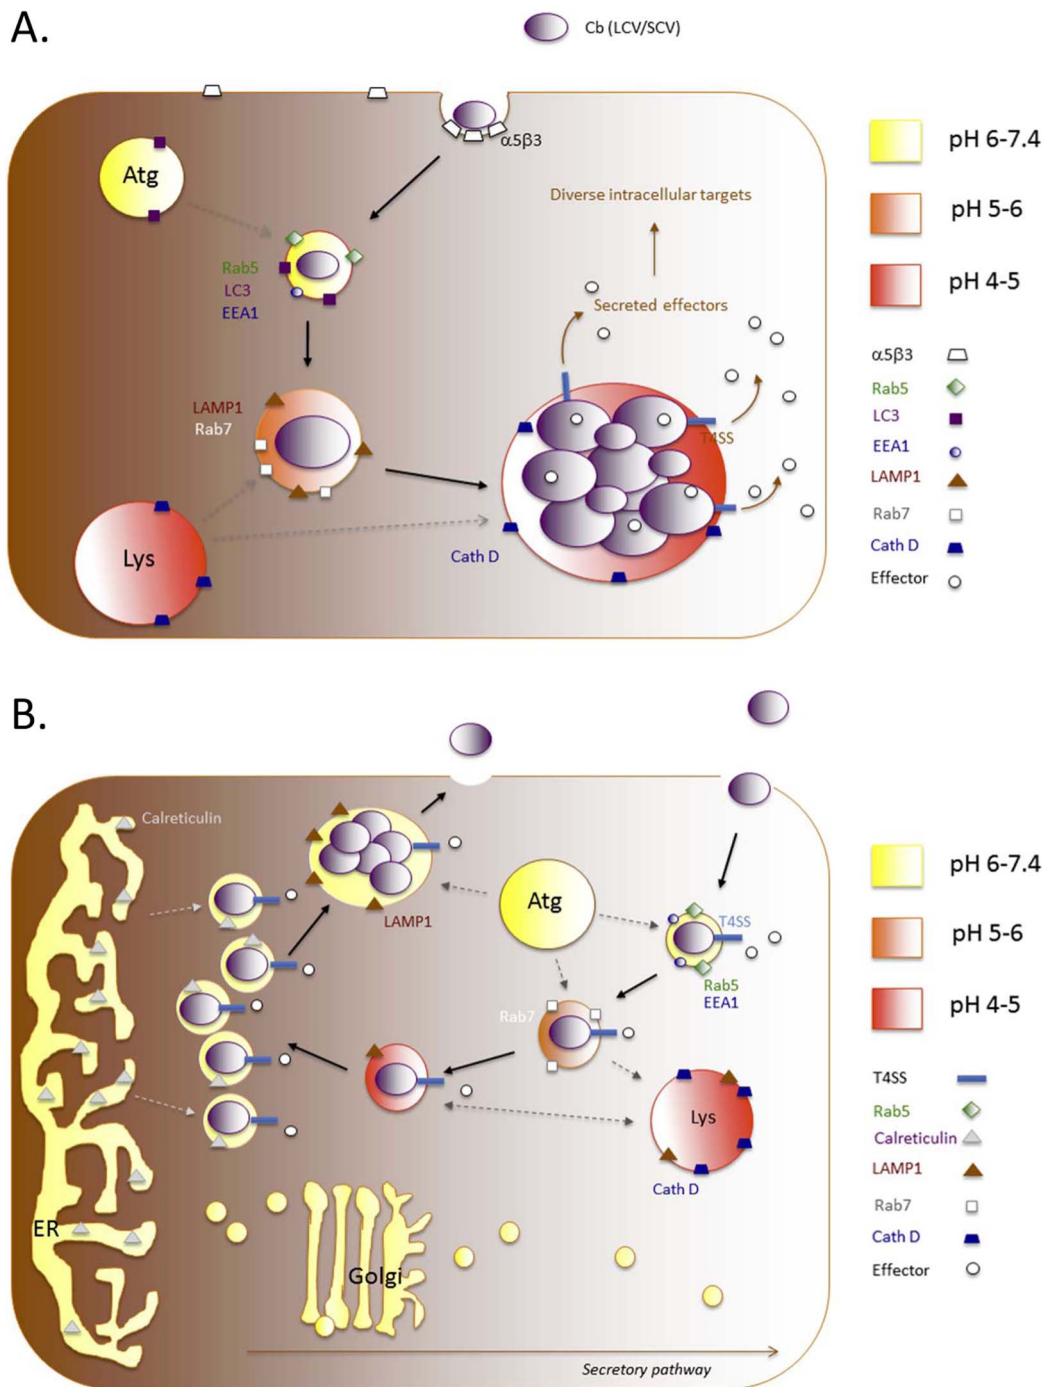 A.
Cb (LCV/SCV)
α5β3
Atg
Rab5
LC3
EEA1
LAMP1
Rab7
Lys
Cath D
Diverse intracellular targets
Secreted effectors
T4SS
pH 6-7.4
pH 5-6
pH 4-5
α5β3
Rab5
LC3
EEA1
LAMP1
Rab7
Cath D
Effector
B.
Calreticulin
LAMP1
Atg
T4SS
Rab5
EEA1
Rab7
Lys
Cath D
ER
Golgi
Secretory pathway
pH 6-7.4
pH 5-6
pH 4-5
T4SS
Rab5
Calreticulin
LAMP1
Rab7
Cath D
Effector